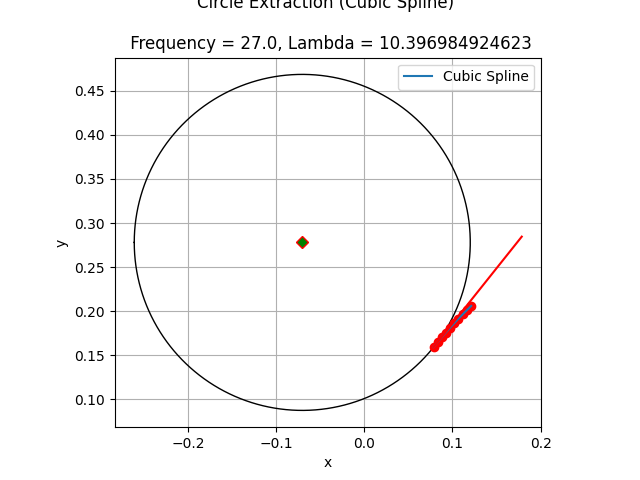 Circle Extraction (Cubic Spline)
Frequency = 27.0, Lambda = 10.396984924623
Cubic Spline
0.45
0.40
0.35
0.30
0.25
0.20
0.15
0.10
y
−0.2
−0.1
0.0
0.1
0.2
x